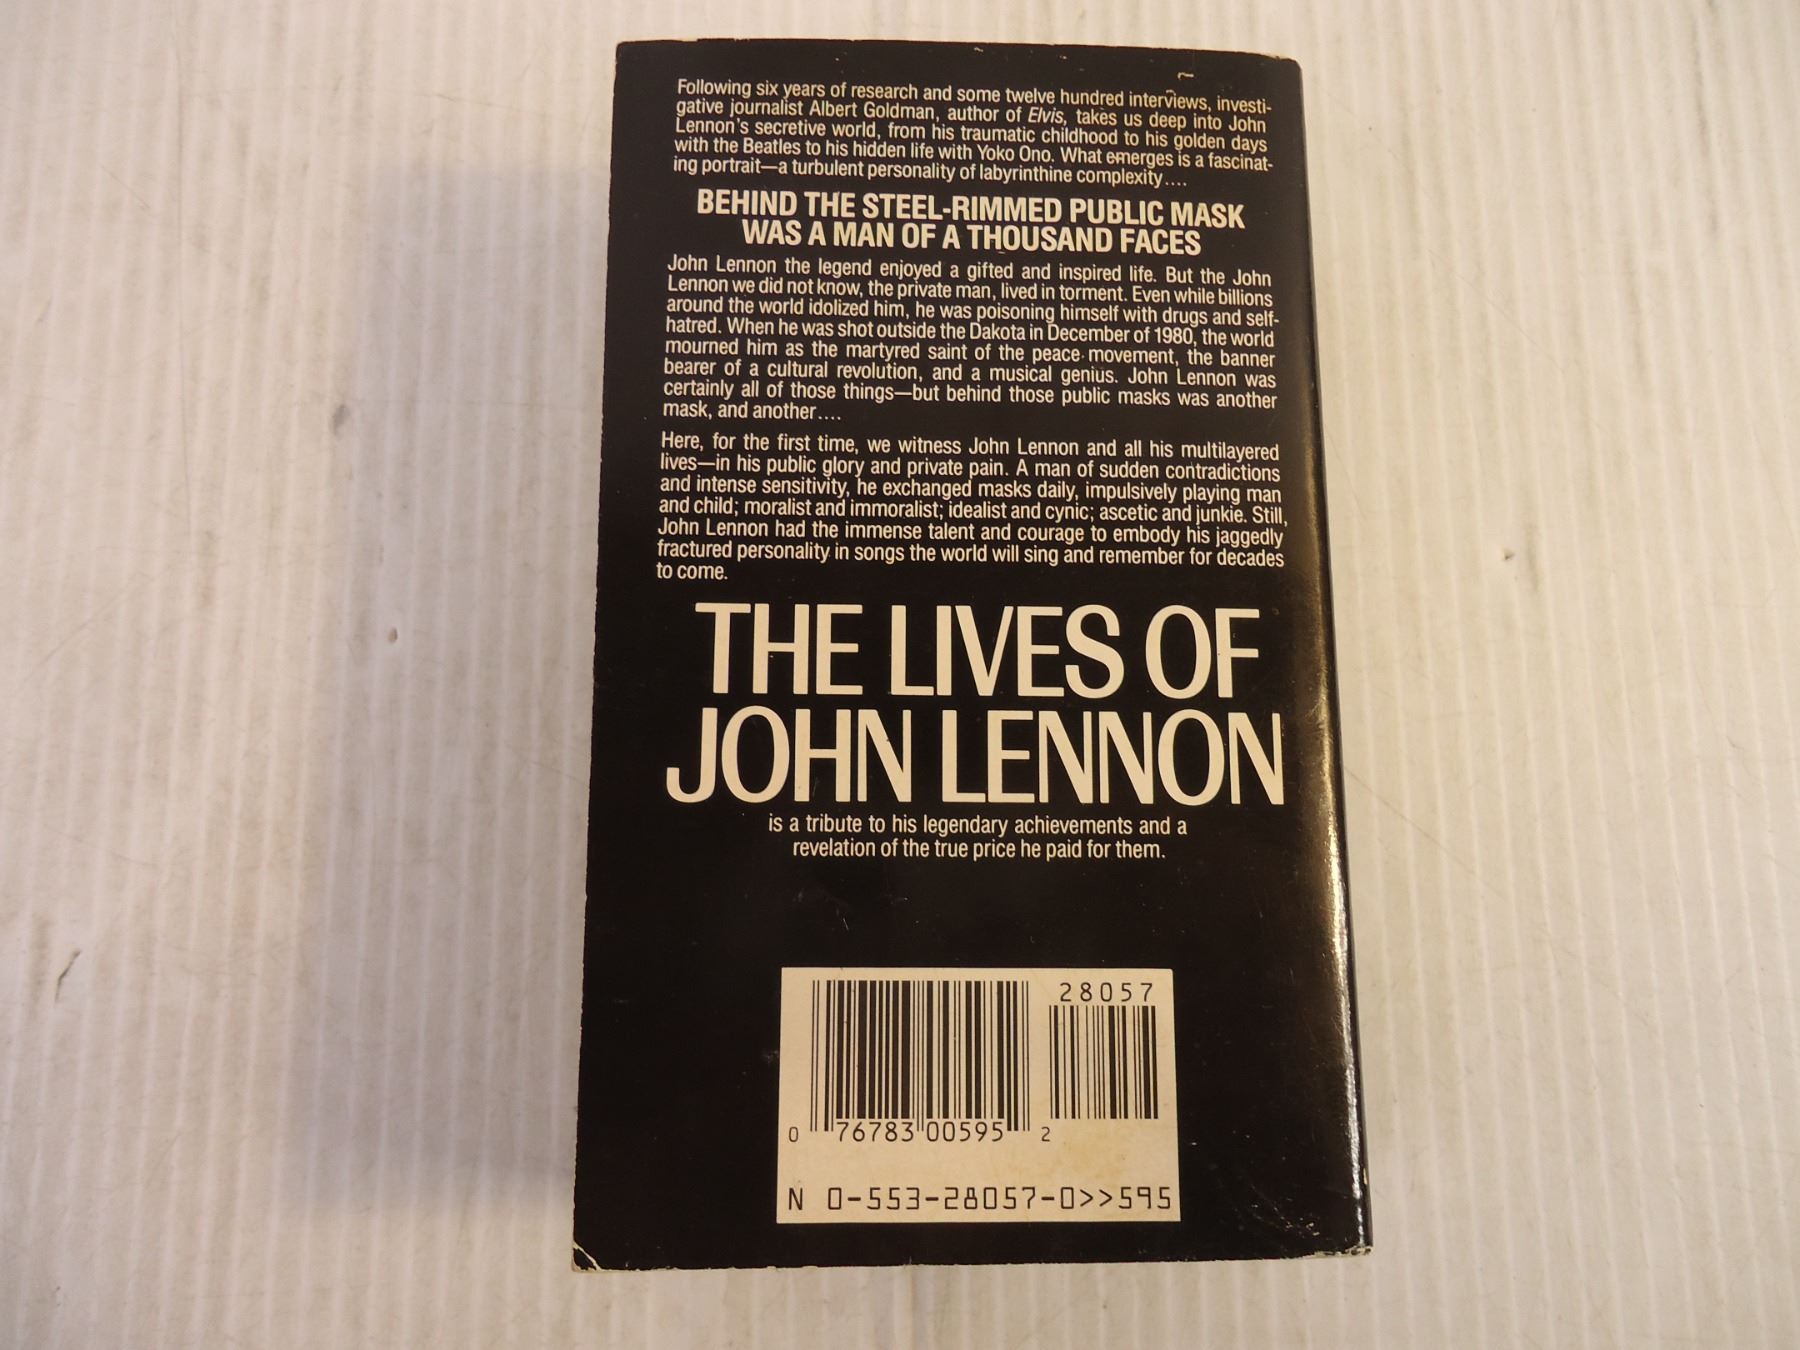 Following six years of research and some twelve hundred interviews, investi-
gative journalist Albert Goldman, author of Elvis, takes us deep into John
Lennon's secretive world, from his traumatic childhood to his golden days
with the Beatles to his hidden life with Yoko Ono. What emerges is a fascinat-
ing portrait—a turbulent personality of labyrinthine complexity....
BEHIND THE STEEL-RIMMED PUBLIC MASK
WAS A MAN OF A THOUSAND FACES
John Lennon the legend enjoyed a gifted and inspired life. But the John
Lennon we did not know, the private man, lived in torment. Even while billions
around the world idolized him, he was poisoning himself with drugs and self-
hatred. When he was shot outside the Dakota in December of 1980, the world
mourned him as the martyred saint of the peace movement, the banner
bearer of a cultural revolution, and a musical genius. John Lennon was
certainly all of those things—but behind those public masks was another
mask, and another....
Here, for the first time, we witness John Lennon and all his multilayered
lives—in his public glory and private pain. A man of sudden contradictions
and intense sensitivity, he exchanged masks daily, impulsively playing man
and child; moralist and immoralist; idealist and cynic; ascetic and junkie. Still,
John Lennon had the immense talent and courage to embody his jaggedly
fractured personality in songs the world will sing and remember for decades
to come.
THE LIVES OF
JOHN LENNON
is a tribute to his legendary achievements and a
revelation of the true price he paid for them.
28057
0 76783 00595 2
N 0-553-28057-0>>595